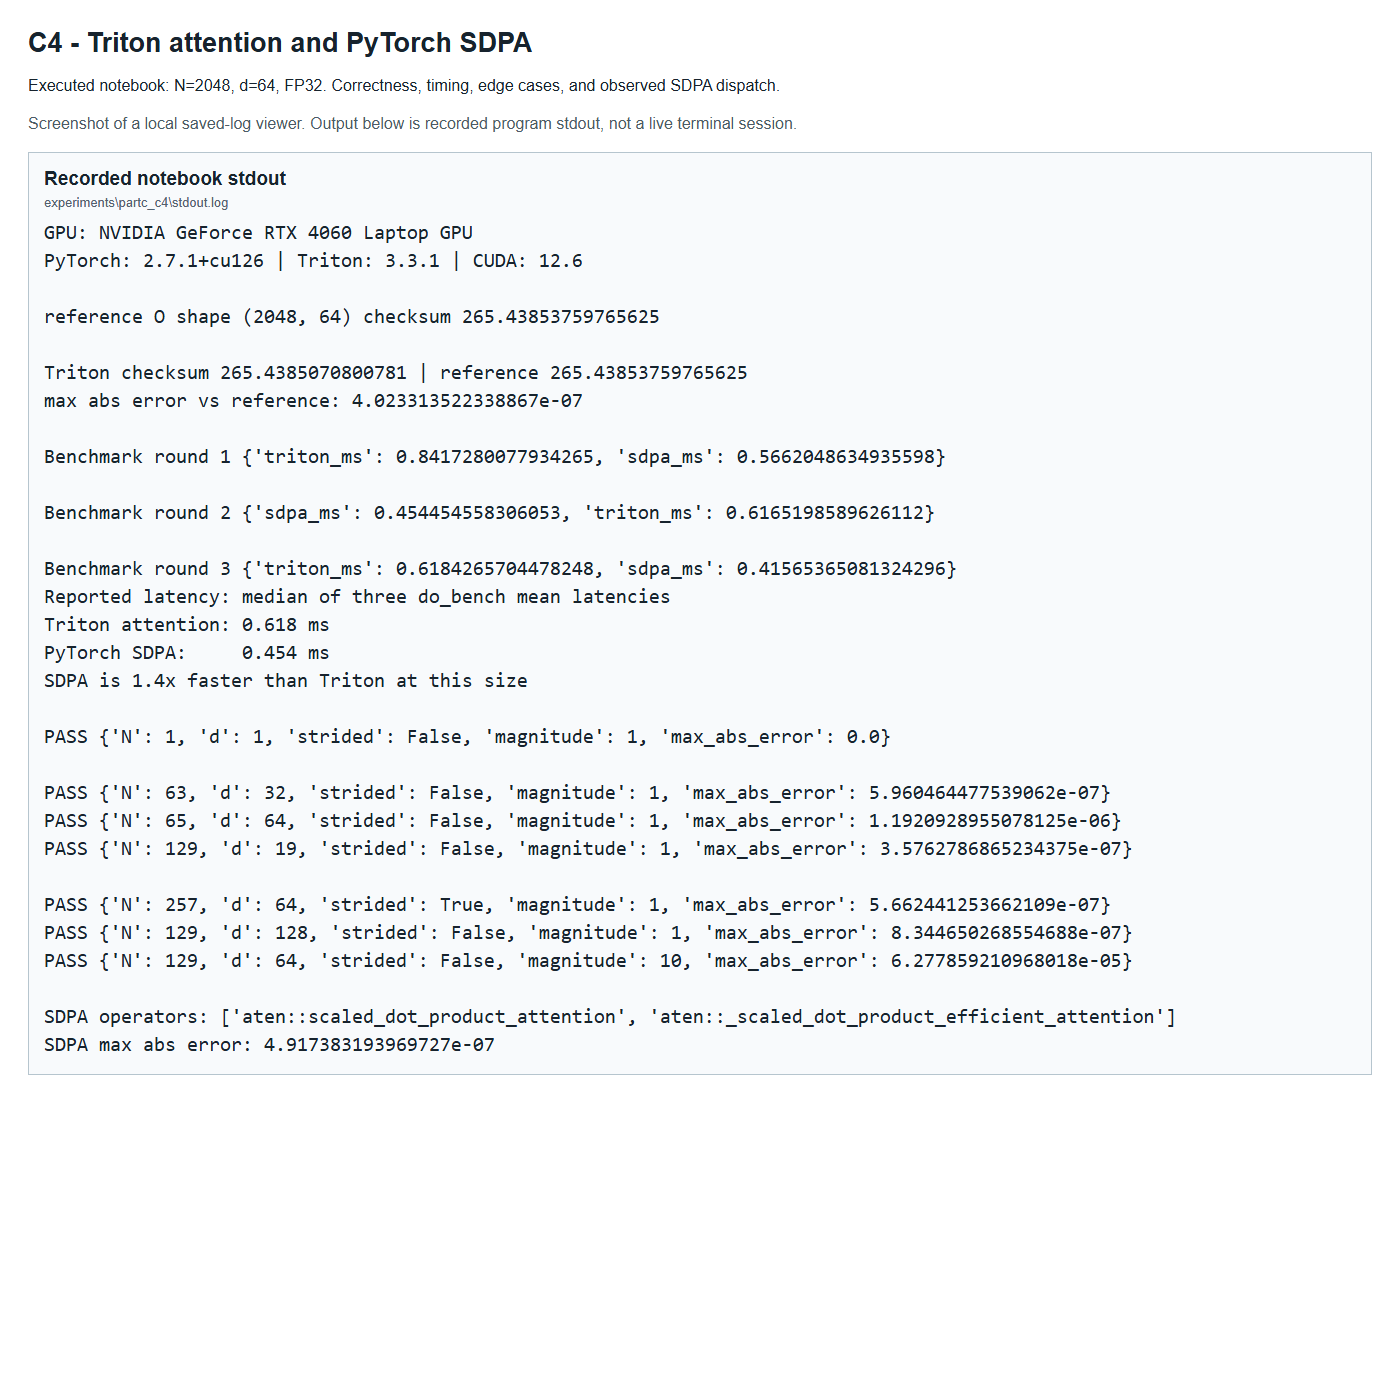 C4 - Triton attention and PyTorch SDPA
Executed notebook: N=2048, d=64, FP32. Correctness, timing, edge cases, and observed SDPA dispatch.
Screenshot of a local saved-log viewer. Output below is recorded program stdout, not a live terminal session.
Recorded notebook stdout
experiments\partc_c4\stdout.log
GPU: NVIDIA GeForce RTX 4060 Laptop GPU
PyTorch: 2.7.1+cu126 | Triton: 3.3.1 | CUDA: 12.6
reference O shape (2048, 64) checksum 265.43853759765625
Triton checksum 265.4385070800781 | reference 265.43853759765625
max abs error vs reference: 4.023313522338867e-07
Benchmark round 1 {'triton_ms': 0.8417280077934265, 'sdpa_ms': 0.5662048634935598}
Benchmark round 2 {'sdpa_ms': 0.454454558306053, 'triton_ms': 0.6165198589626112}
Benchmark round 3 {'triton_ms': 0.6184265704478248, 'sdpa_ms': 0.41565365081324296}
Reported latency: median of three do_bench mean latencies
Triton attention: 0.618 ms
PyTorch SDPA:     0.454 ms
SDPA is 1.4x faster than Triton at this size
PASS {'N': 1, 'd': 1, 'strided': False, 'magnitude': 1, 'max_abs_error': 0.0}
PASS {'N': 63, 'd': 32, 'strided': False, 'magnitude': 1, 'max_abs_error': 5.960464477539062e-07}
PASS {'N': 65, 'd': 64, 'strided': False, 'magnitude': 1, 'max_abs_error': 1.1920928955078125e-06}
PASS {'N': 129, 'd': 19, 'strided': False, 'magnitude': 1, 'max_abs_error': 3.5762786865234375e-07}
PASS {'N': 257, 'd': 64, 'strided': True, 'magnitude': 1, 'max_abs_error': 5.662441253662109e-07}
PASS {'N': 129, 'd': 128, 'strided': False, 'magnitude': 1, 'max_abs_error': 8.344650268554688e-07}
PASS {'N': 129, 'd': 64, 'strided': False, 'magnitude': 10, 'max_abs_error': 6.277859210968018e-05}
SDPA operators: ['aten::scaled_dot_product_attention', 'aten::_scaled_dot_product_efficient_attention']
SDPA max abs error: 4.917383193969727e-07